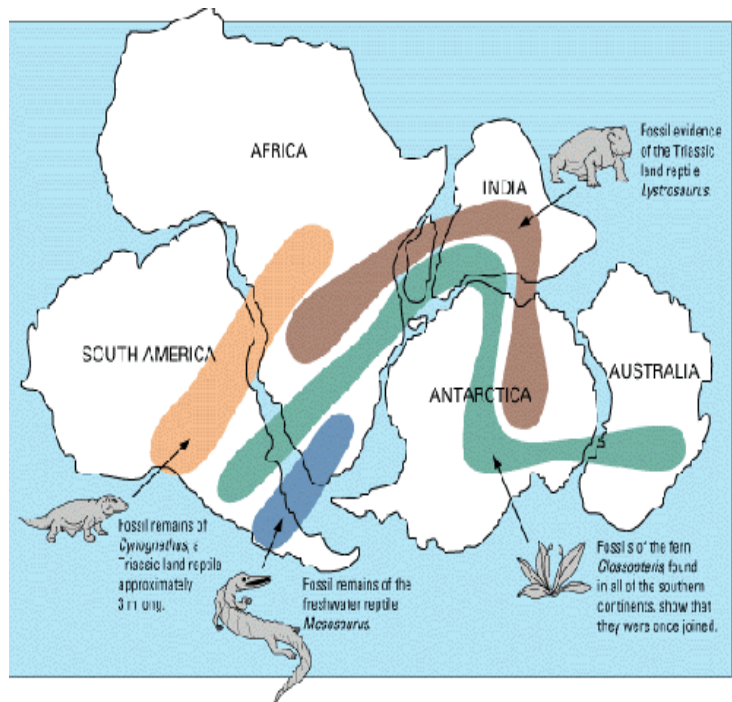 AFRICA
INDIA
Fossil evidence
of the Triassic
land reptile
Lystrosaurus.
SOUTH AMERICA
ANTARCTICA
AUSTRALIA
Fossil remains of
Cynognathus, a
Triassic land reptile
approximately
3 m long.
Fossil remains of the
freshwater reptile
Mesosaurus.
Fossils of the fern
Glossopteris, found
in all of the southern
continents, show that
they were once joined.